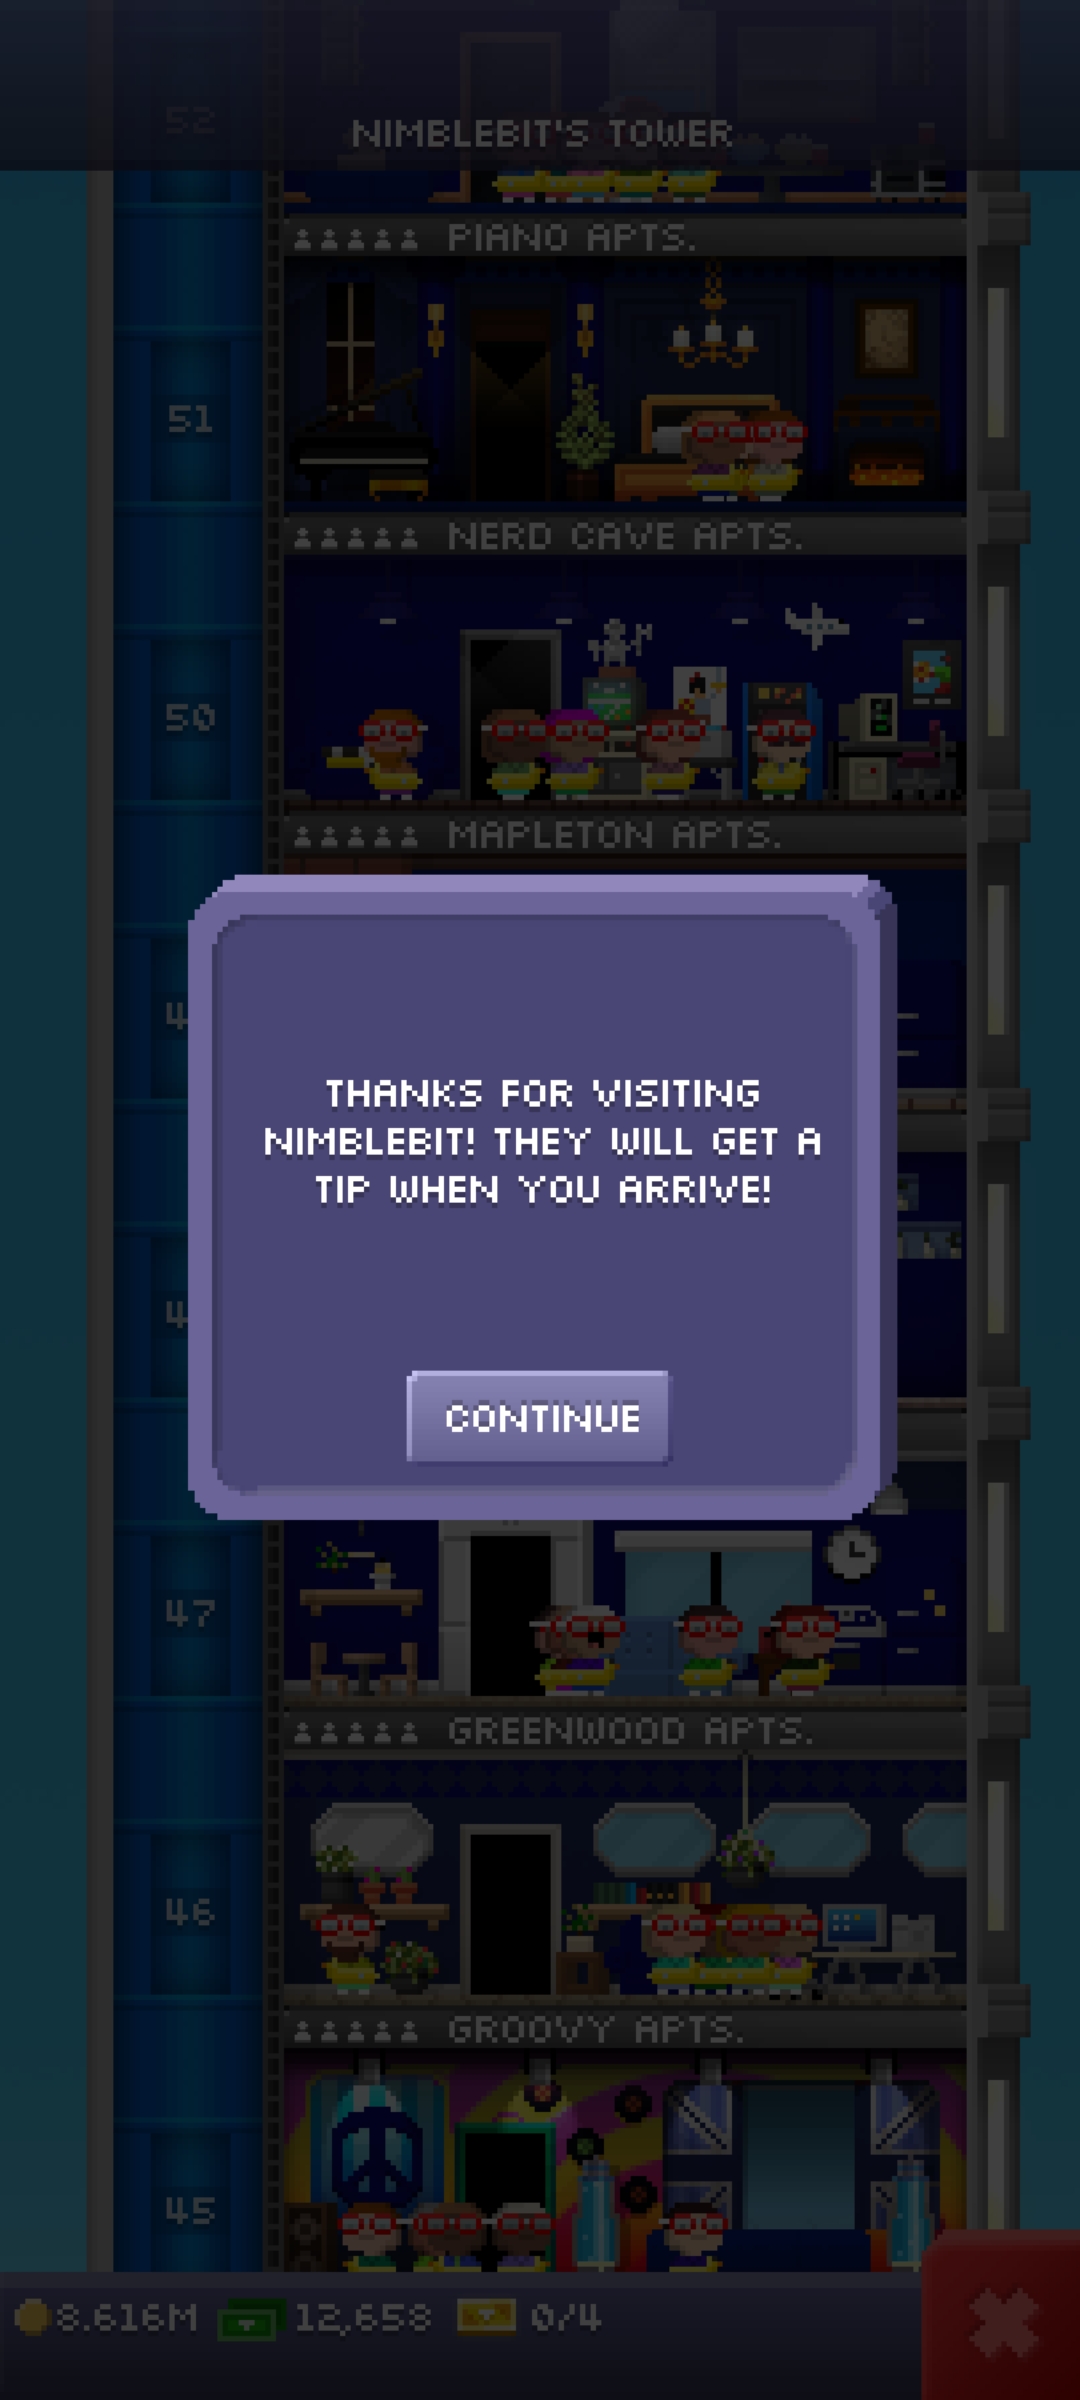 52
NIMBLEBIT'S TOWER
PIANO APTS.
51
NERD CAVE APTS.
50
MAPLETON APTS.
4
THANKS FOR VISITING
NIMBLEBIT! THEY WILL GET A
TIP WHEN YOU ARRIVE!
4
CONTINUE
47
GREENWOOD APTS.
46
GROOVY APTS.
45
8.616M 12,658 0/4